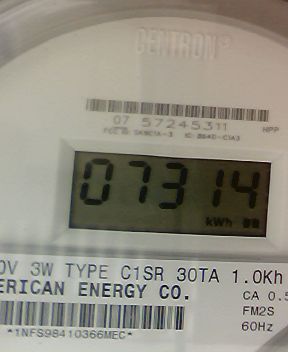 CENTRON®
07 57245311
HPP
07314
kWh
0V 3W TYPE C1SR 30TA 1.0Kh
ERICAN ENERGY CO.
CA 0.5
FM2S
60Hz
*1NFS98410366MEC*